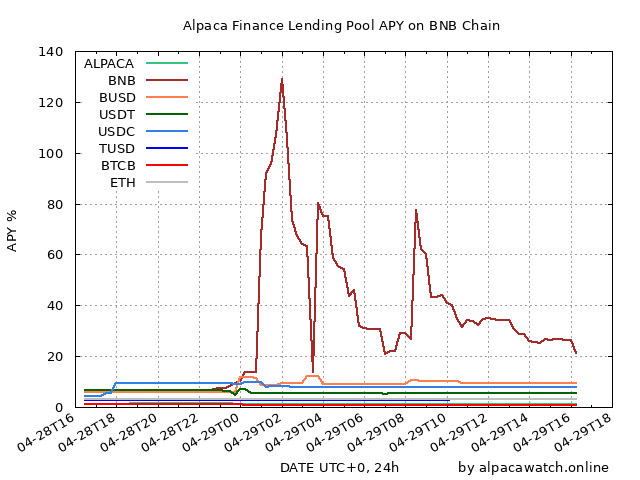 Alpaca Finance Lending Pool APY on BNB Chain
140
120
100
80
60
40
20
0
APY %
ALPACA
BNB
BUSD
USDT
USDC
TUSD
BTCB
ETH
04-28T16
04-28T18
04-28T20
04-28T22
04-29T00
04-29T02
04-29T04
04-29T06
04-29T08
04-29T10
04-29T12
04-29T14
04-29T16
04-29T18
DATE UTC+0, 24h
by alpacawatch.online